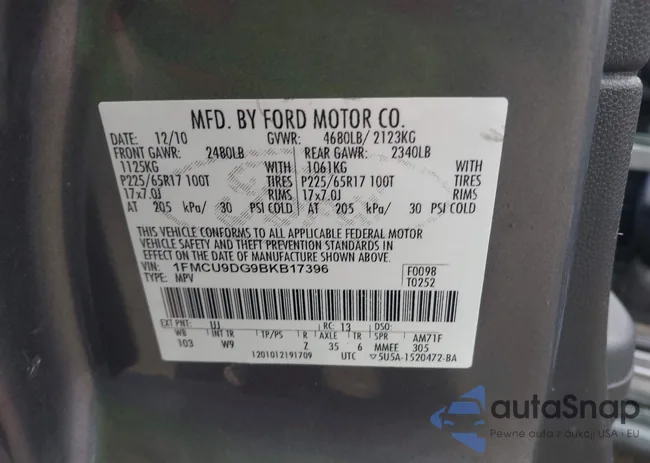 MFD. BY FORD MOTOR CO.
DATE: 12/10 GVWR: 4680LB/ 2123KG
FRONT GAWR: 2480LB REAR GAWR: 2340LB
1125KG WITH 1061KG WITH
P225/65R17 100T TIRES P225/65R17 100T TIRES
17x7.0J RIMS 17x7.0J RIMS
AT 205 kPa/ 30 PSI COLD AT 205 kPa/ 30 PSI COLD
THIS VEHICLE CONFORMS TO ALL APPLICABLE FEDERAL MOTOR
VEHICLE SAFETY AND THEFT PREVENTION STANDARDS IN
EFFECT ON THE DATE OF MANUFACTURE SHOWN ABOVE.
VIN: 1FMCU9DG9BKB17396 F0098
TYPE: MPV T0252
EXT PNT: UJ RC: 13 DSO:
WB INT TR TP/PS R AX TR SPR AM71F
103 W9 Z 35 6 MMEE 305
1201012191709 UTC 5U5A-1520472-BA
autaSnap
Pewne auta z aukcji USA i EU